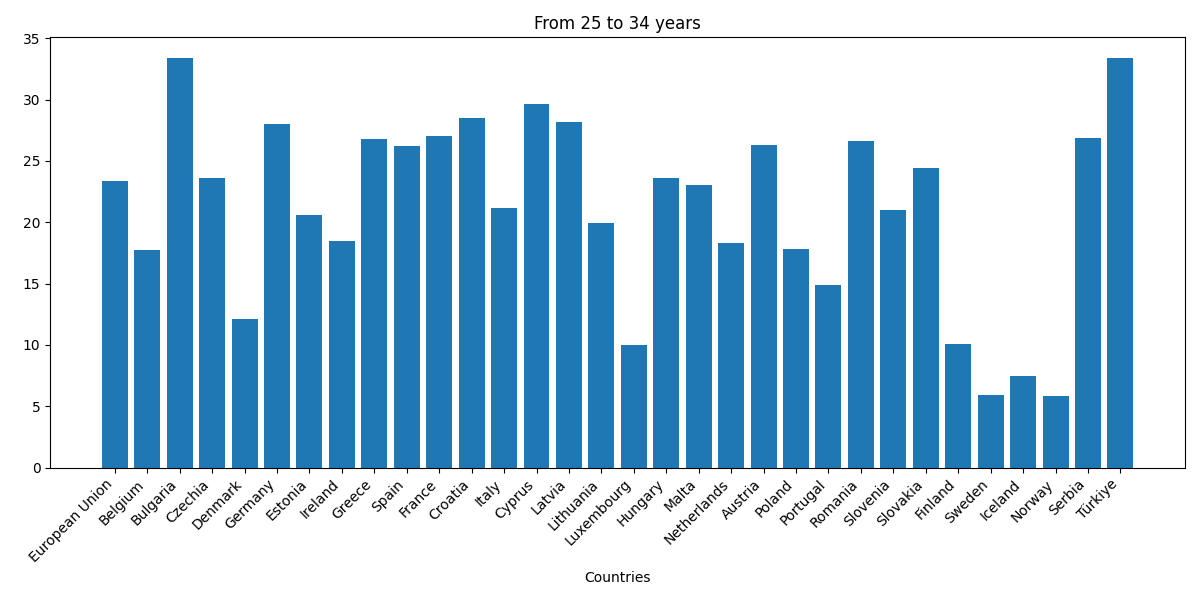 From 25 to 34 years
35
30
25
20
15
10
5
0
European Union
Belgium
Bulgaria
Czechia
Denmark
Germany
Estonia
Ireland
Greece
Spain
France
Croatia
Italy
Cyprus
Latvia
Lithuania
Luxembourg
Hungary
Malta
Netherlands
Austria
Poland
Portugal
Romania
Slovenia
Slovakia
Finland
Sweden
Iceland
Norway
Serbia
Türkiye
Countries